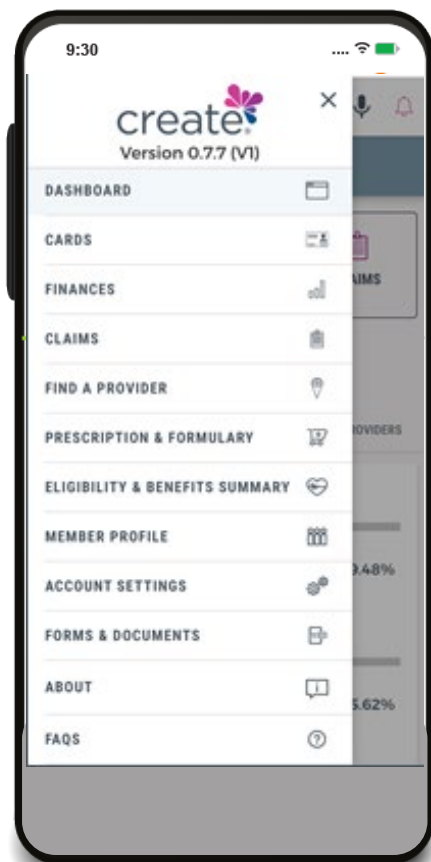 9:30
create®
Version 0.7.7 (V1)
DASHBOARD
CARDS
FINANCES
CLAIMS
FIND A PROVIDER
PRESCRIPTION & FORMULARY
ELIGIBILITY & BENEFITS SUMMARY
MEMBER PROFILE
ACCOUNT SETTINGS
FORMS & DOCUMENTS
ABOUT
FAQS
AIMS
OVIDERS
9.48%
5.62%